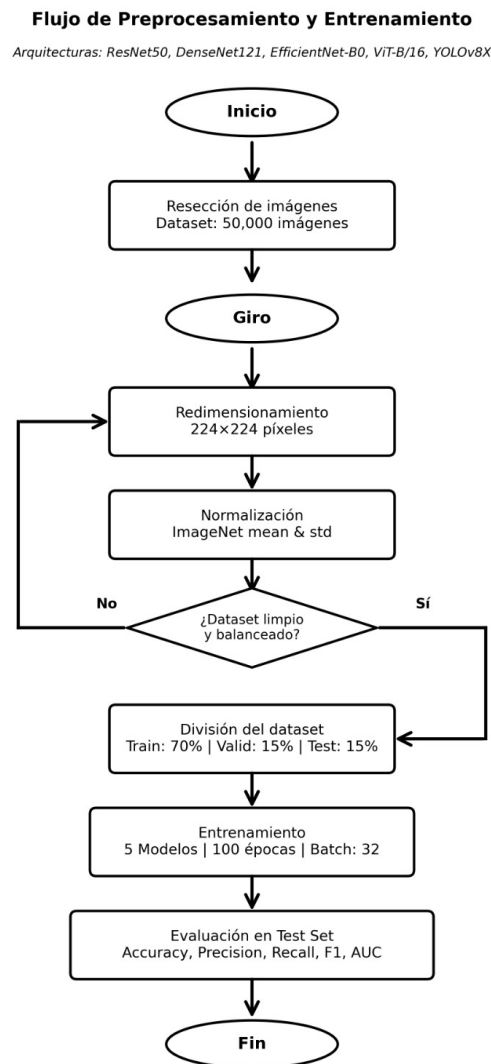 Flujo de Preprocesamiento y Entrenamiento
Arquitecturas: ResNet50, DenseNet121, EfficientNet-B0, ViT-B/16, YOLOv8X
Inicio
Resección de imágenes
Dataset: 50,000 imágenes
Giro
Redimensionamiento
224×224 píxeles
Normalización
ImageNet mean & std
No
¿Dataset limpio
y balanceado?
Sí
División del dataset
Train: 70% | Valid: 15% | Test: 15%
Entrenamiento
5 Modelos | 100 épocas | Batch: 32
Evaluación en Test Set
Accuracy, Precision, Recall, F1, AUC
Fin